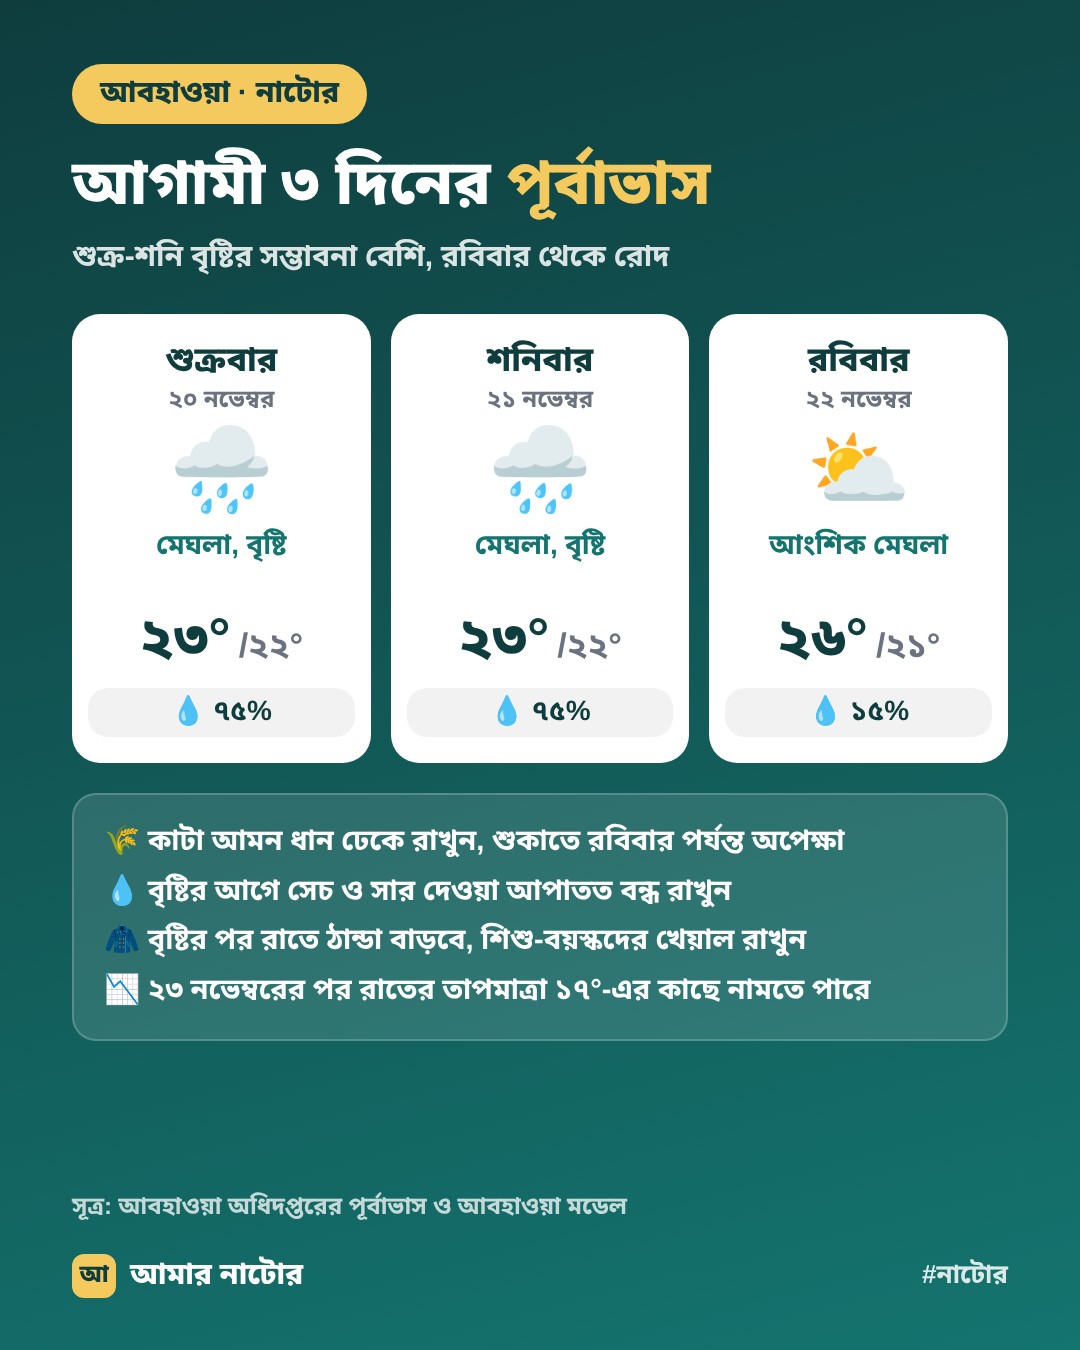 আবহাওয়া · নাটোর
আগামী ৩ দিনের পূর্বাভাস
শুক্র-শনি বৃষ্টির সম্ভাবনা বেশি, রবিবার থেকে রোদ
শুক্রবার
২০ নভেম্বর
মেঘলা, বৃষ্টি
২৩° /২২°
৭৫%
শনিবার
২১ নভেম্বর
মেঘলা, বৃষ্টি
২৩° /২২°
৭৫%
রবিবার
২২ নভেম্বর
আংশিক মেঘলা
২৬° /২১°
১৫%
কাটা আমন ধান ঢেকে রাখুন, শুকাতে রবিবার পর্যন্ত অপেক্ষা
বৃষ্টির আগে সেচ ও সার দেওয়া আপাতত বন্ধ রাখুন
বৃষ্টির পর রাতে ঠান্ডা বাড়বে, শিশু-বয়স্কদের খেয়াল রাখুন
২৩ নভেম্বরের পর রাতের তাপমাত্রা ১৭°-এর কাছে নামতে পারে
সূত্র: আবহাওয়া অধিদপ্তরের পূর্বাভাস ও আবহাওয়া মডেল
আ আমার নাটোর
#নাটোর